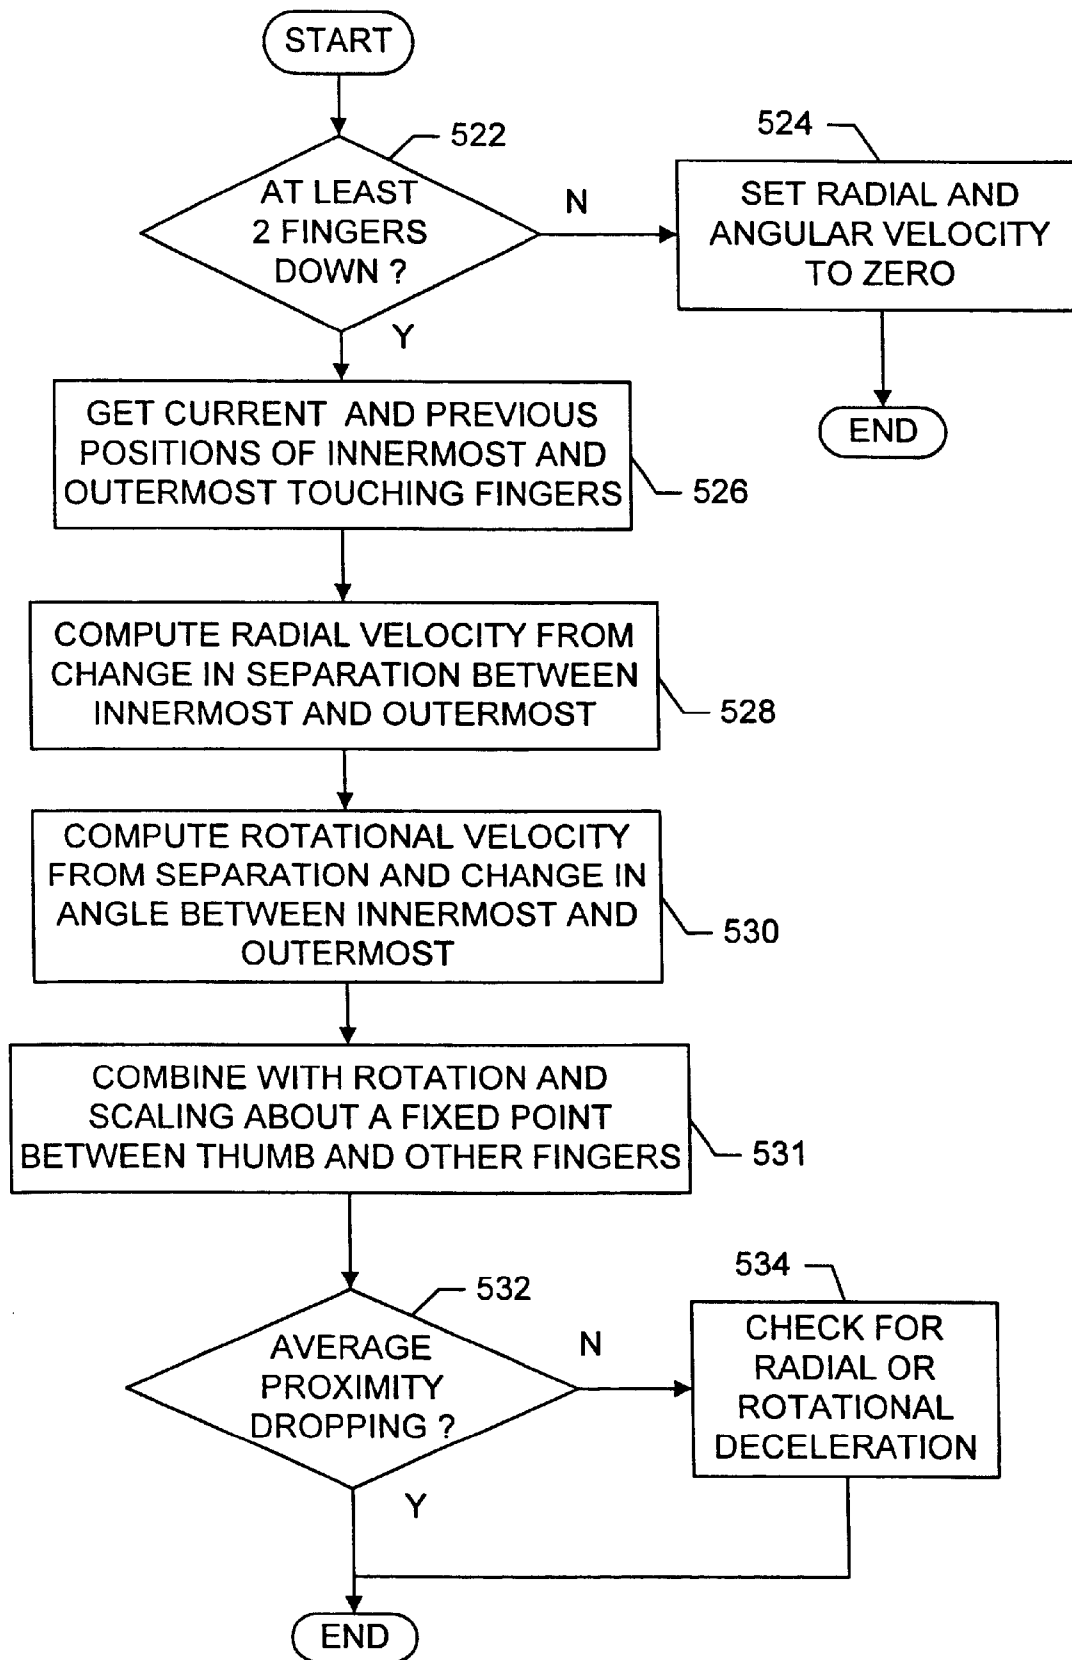 START
522
AT LEAST
2 FINGERS
DOWN ?
N
Y
524
SET RADIAL AND
ANGULAR VELOCITY
TO ZERO
END
GET CURRENT AND PREVIOUS
POSITIONS OF INNERMOST AND
OUTERMOST TOUCHING FINGERS
526
COMPUTE RADIAL VELOCITY FROM
CHANGE IN SEPARATION BETWEEN
INNERMOST AND OUTERMOST
528
COMPUTE ROTATIONAL VELOCITY
FROM SEPARATION AND CHANGE IN
ANGLE BETWEEN INNERMOST AND
OUTERMOST
530
COMBINE WITH ROTATION AND
SCALING ABOUT A FIXED POINT
BETWEEN THUMB AND OTHER FINGERS
531
532
AVERAGE
PROXIMITY
DROPPING ?
N
Y
534
CHECK FOR
RADIAL OR
ROTATIONAL
DECELERATION
END